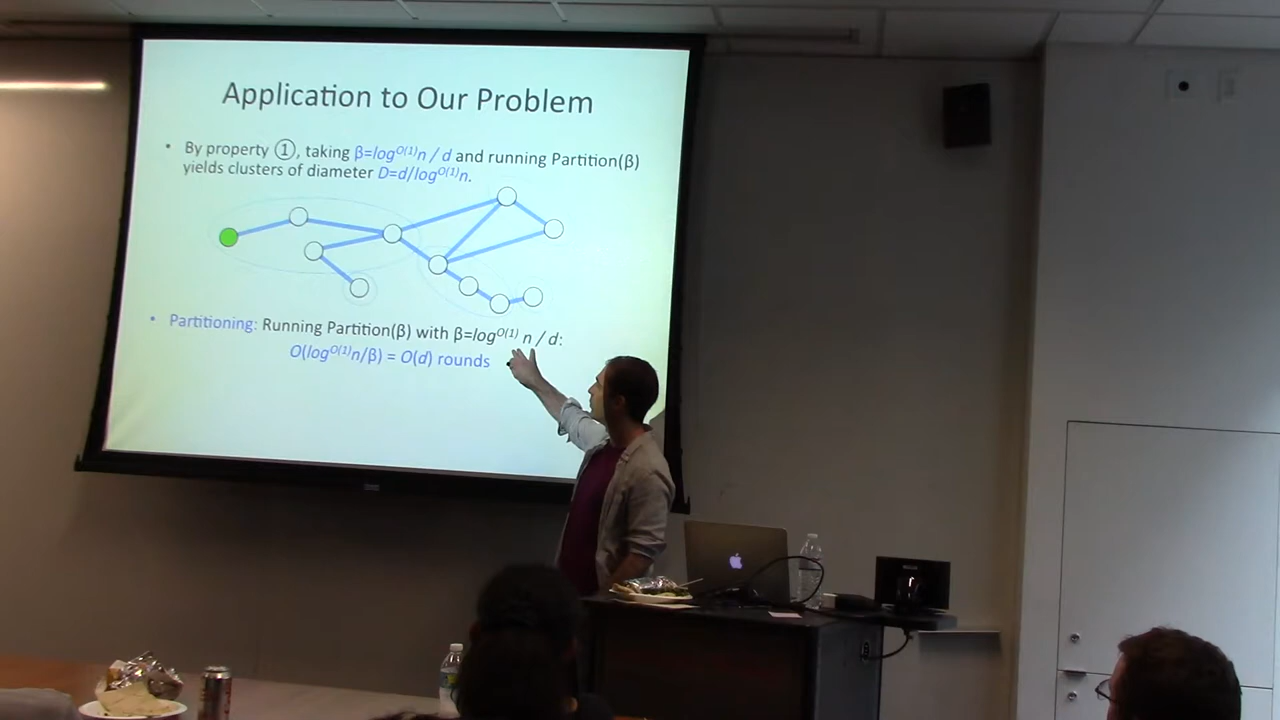 Application to Our Problem
• By property ①, taking β=log^O(1)n / d and running Partition(β)
yields clusters of diameter D=d/log^O(1)n.
• Partitioning: Running Partition(β) with β=log^O(1) n / d:
O(log^O(1)n/β) = O(d) rounds